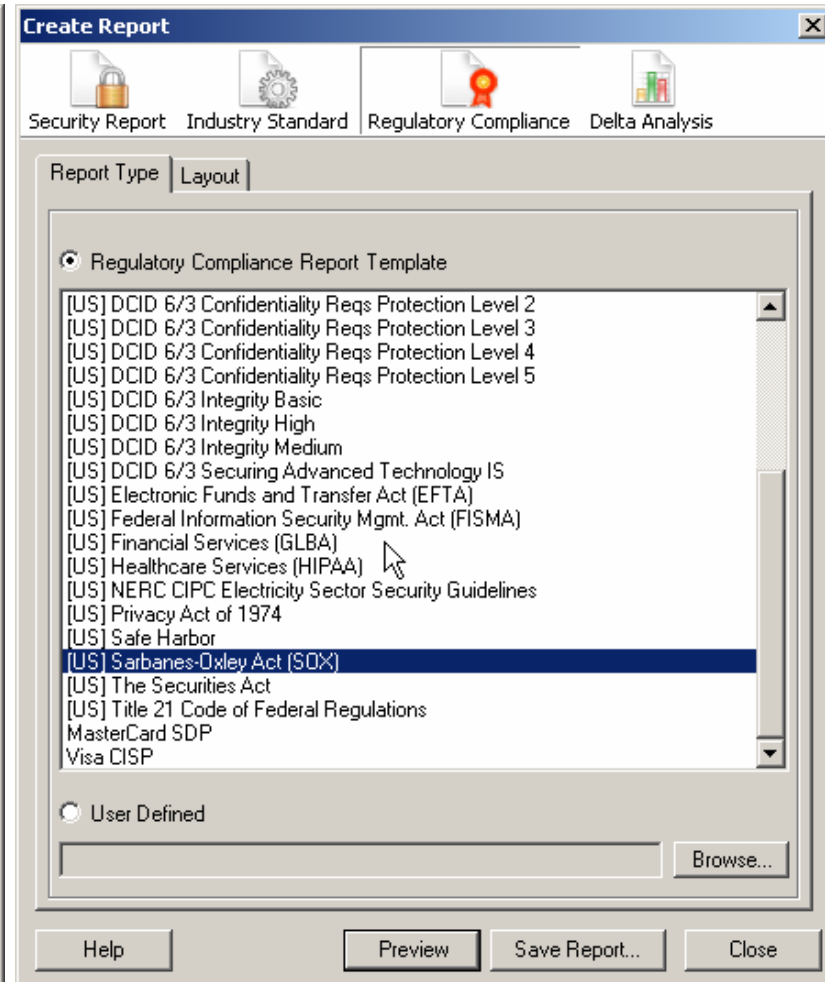 Create Report
Security Report Industry Standard Regulatory Compliance Delta Analysis
Report Type Layout
Regulatory Compliance Report Template
[US] DCID 6/3 Confidentiality Reqs Protection Level 2
[US] DCID 6/3 Confidentiality Reqs Protection Level 3
[US] DCID 6/3 Confidentiality Reqs Protection Level 4
[US] DCID 6/3 Confidentiality Reqs Protection Level 5
[US] DCID 6/3 Integrity Basic
[US] DCID 6/3 Integrity High
[US] DCID 6/3 Integrity Medium
[US] DCID 6/3 Securing Advanced Technology IS
[US] Electronic Funds and Transfer Act (EFTA)
[US] Federal Information Security Mgmt. Act (FISMA)
[US] Financial Services (GLBA)
[US] Healthcare Services (HIPAA)
[US] NERC CIPC Electricity Sector Security Guidelines
[US] Privacy Act of 1974
[US] Safe Harbor
[US] Sarbanes-Oxley Act (SOX)
[US] The Securities Act
[US] Title 21 Code of Federal Regulations
MasterCard SDP
Visa CISP
User Defined
Browse...
Help Preview Save Report... Close